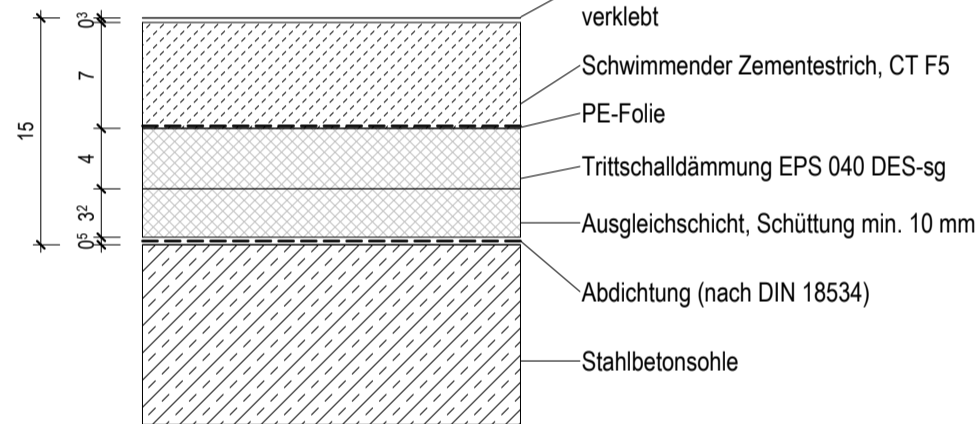 verklebt
Schwimmender Zementestrich, CT F5
PE-Folie
Trittschalldämmung EPS 040 DES-sg
Ausgleichschicht, Schüttung min. 10 mm
Abdichtung (nach DIN 18534)
Stahlbetonsohle
15
0³
7
4
3²
0⁵